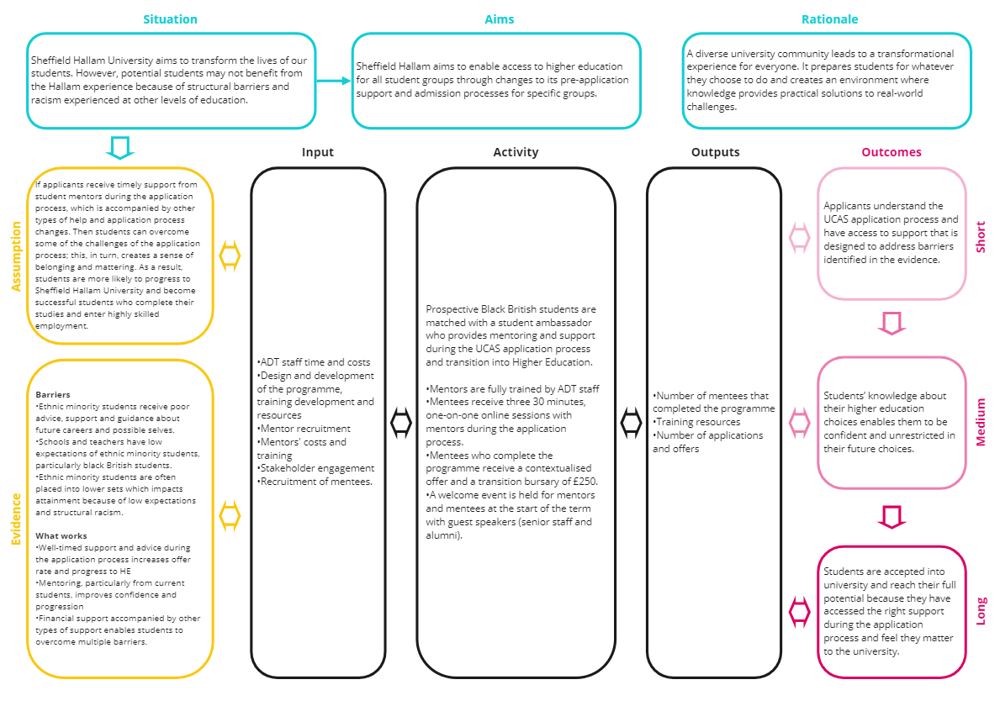 Situation
Sheffield Hallam University aims to transform the lives of our
students. However, potential students may not benefit from
the Hallam experience because of structural barriers and
racism experienced at other levels of education.
Aims
Sheffield Hallam aims to enable access to higher education
for all student groups through changes to its pre-application
support and admission processes for specific groups.
Rationale
A diverse university community leads to a transformational
experience for everyone. It prepares students for whatever
they choose to do and creates an environment where
knowledge provides practical solutions to real-world
challenges.
Assumption
If applicants receive timely support from
student mentors during the application
process, which is accompanied by other
types of help and application process
changes. Then students can overcome
some of the challenges of the application
process; this, in turn, creates a sense of
belonging and mattering. As a result,
students are more likely to progress to
Sheffield Hallam University and become
successful students who complete their
studies and enter highly skilled
employment.
Evidence
Barriers
•Ethnic minority students receive poor
advice, support and guidance about
future careers and possible selves.
•Schools and teachers have low
expectations of ethnic minority students,
particularly black British students.
•Ethnic minority students are often
placed into lower sets which impacts
attainment because of low expectations
and structural racism.
What works
•Well-timed support and advice during
the application process increases offer
rate and progress to HE
•Mentoring, particularly from current
students, improves confidence and
progression
•Financial support accompanied by other
types of support enables students to
overcome multiple barriers.
Input
•ADT staff time and costs
•Design and development
of the programme,
training development and
resources
•Mentor recruitment
•Mentors' costs and
training
•Stakeholder engagement
•Recruitment of mentees.
Activity
Prospective Black British students are
matched with a student ambassador
who provides mentoring and support
during the UCAS application process
and transition into Higher Education.
•Mentors are fully trained by ADT staff
•Mentees receive three 30 minutes,
one-on-one online sessions with
mentors during the application
process.
•Mentees who complete the
programme receive a contextualised
offer and a transition bursary of £250.
•A welcome event is held for mentors
and mentees at the start of the term
with guest speakers (senior staff and
alumni).
Outputs
•Number of mentees that
completed the programme
•Training resources
•Number of applications
and offers
Outcomes
Short
Applicants understand the
UCAS application process and
have access to support that is
designed to address barriers
identified in the evidence.
Medium
Students' knowledge about
their higher education
choices enables them to be
confident and unrestricted in
their future choices.
Long
Students are accepted into
university and reach their full
potential because they have
accessed the right support
during the application
process and feel they matter
to the university.